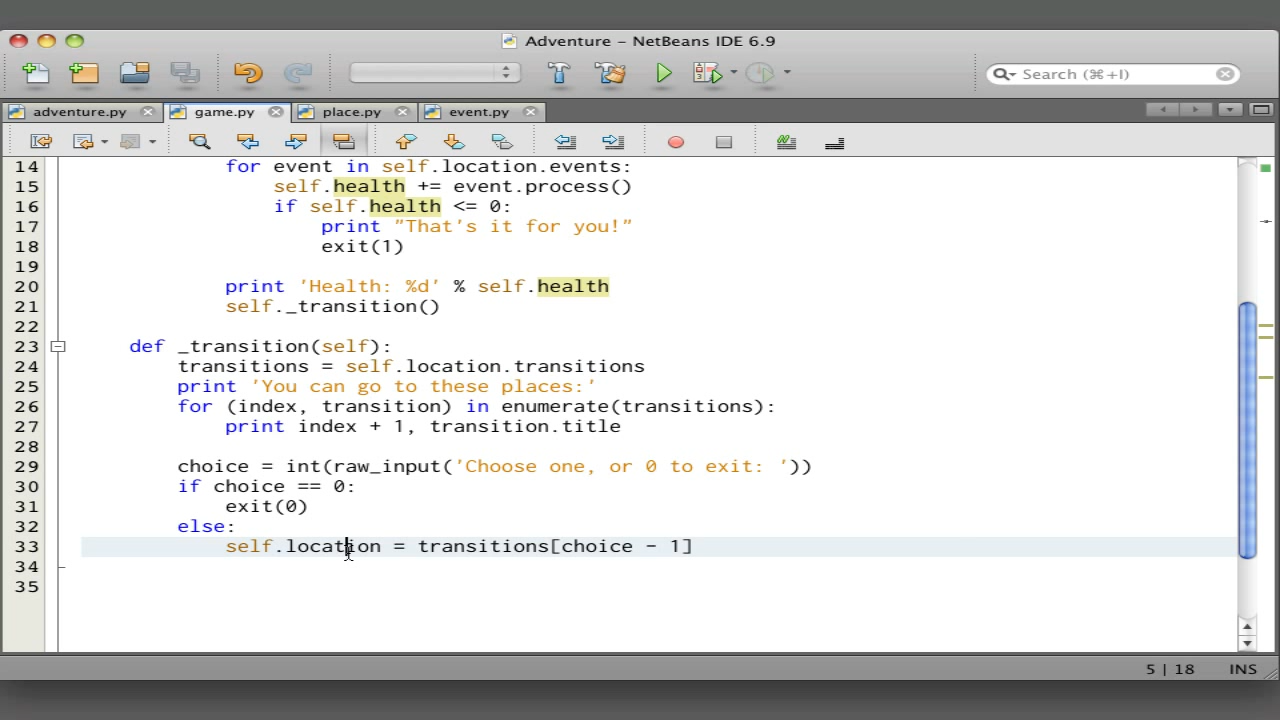 Adventure – NetBeans IDE 6.9
Search (⌘+I)
adventure.py game.py place.py event.py
14 for event in self.location.events:
15 self.health += event.process()
16 if self.health <= 0:
17 print "That's it for you!"
18 exit(1)
19
20 print 'Health: %d' % self.health
21 self._transition()
22
23 def _transition(self):
24 transitions = self.location.transitions
25 print 'You can go to these places:'
26 for (index, transition) in enumerate(transitions):
27 print index + 1, transition.title
28
29 choice = int(raw_input('Choose one, or 0 to exit: '))
30 if choice == 0:
31 exit(0)
32 else:
33 self.location = transitions[choice - 1]
34
35
5 | 18 INS